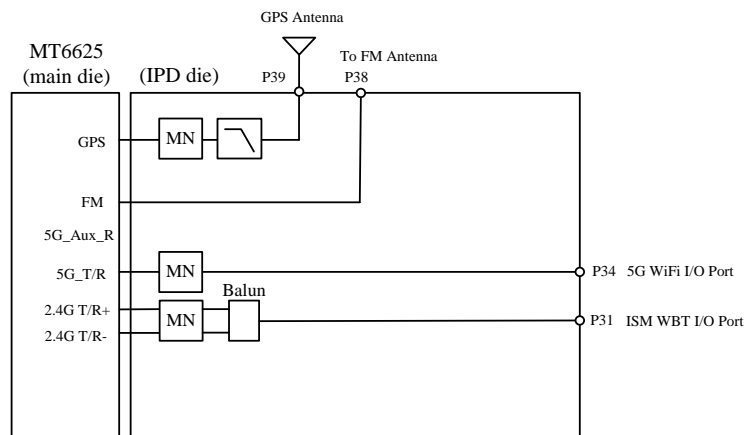 GPS Antenna
MT6625
(main die)
(IPD die)
To FM Antenna
P39
P38
GPS
MN
FM
5G_Aux_R
5G_T/R
MN
P34 5G WiFi I/O Port
Balun
2.4G T/R+
MN
P31 ISM WBT I/O Port
2.4G T/R-